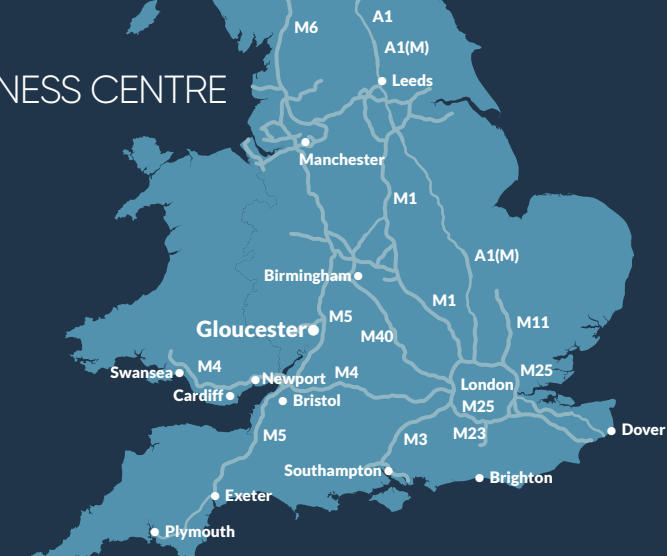 A1
M6
A1(M)
Leeds
NESS CENTRE
Manchester
M1
A1(M)
Birmingham
M1
M5
M11
Gloucester
M40
M4
Swansea
M4
M25
Newport
London
Cardiff
Bristol
M25
Dover
M5
M3
M23
Southampton
Brighton
Exeter
Plymouth